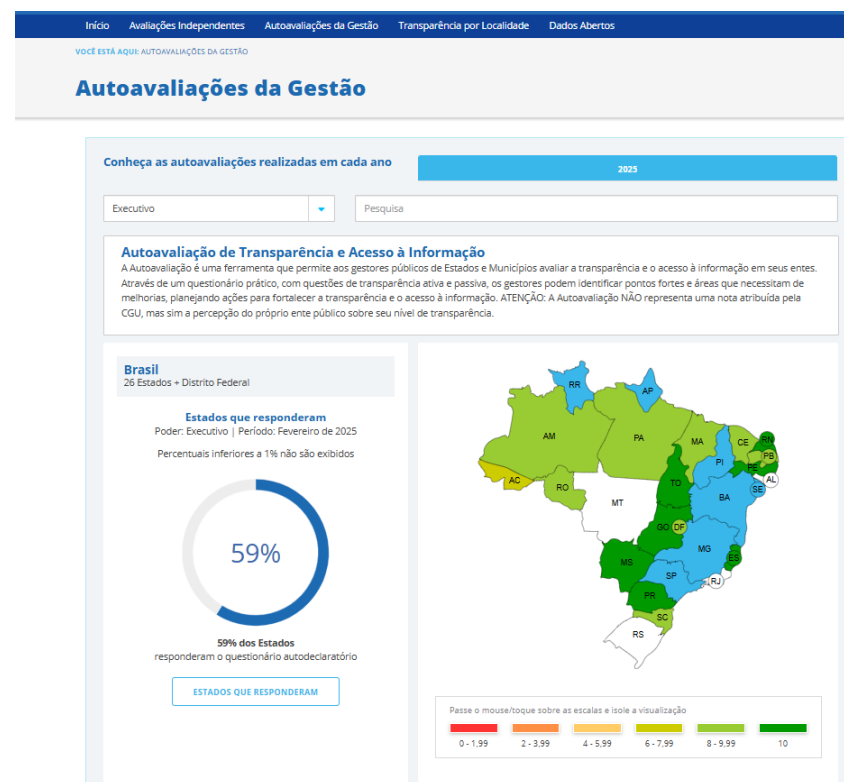 Início Avaliações Independentes Autoavaliações da Gestão Transparência por Localidade Dados Abertos
VOCÊ ESTÁ AQUI: AUTOAVALIAÇÕES DA GESTÃO
Autoavaliações da Gestão
Conheça as autoavaliações realizadas em cada ano
2025
Executivo
Pesquisa
Autoavaliação de Transparência e Acesso à Informação
A Autoavaliação é uma ferramenta que permite aos gestores públicos de Estados e Municípios avaliar a transparência e o acesso à informação em seus entes.
Através de um questionário prático, com questões de transparência ativa e passiva, os gestores podem identificar pontos fortes e áreas que necessitam de
melhorias, planejando ações para fortalecer a transparência e o acesso à informação. ATENÇÃO: A Autoavaliação NÃO representa uma nota atribuída pela
CGU, mas sim a percepção do próprio ente público sobre seu nível de transparência.
Brasil
26 Estados + Distrito Federal
Estados que responderam
Poder: Executivo | Período: Fevereiro de 2025
Percentuais inferiores a 1% não são exibidos
59%
59% dos Estados
responderam o questionário autodeclaratório
ESTADOS QUE RESPONDERAM
RR
AP
AM
PA
MA
CE
RN
PB
PI
PE
AC
RO
TO
AL
SE
MT
BA
GO
DF
MG
ES
MS
SP
RJ
PR
SC
RS
Passe o mouse/toque sobre as escalas e isole a visualização
0 - 1,99 2 - 3,99 4 - 5,99 6 - 7,99 8 - 9,99 10